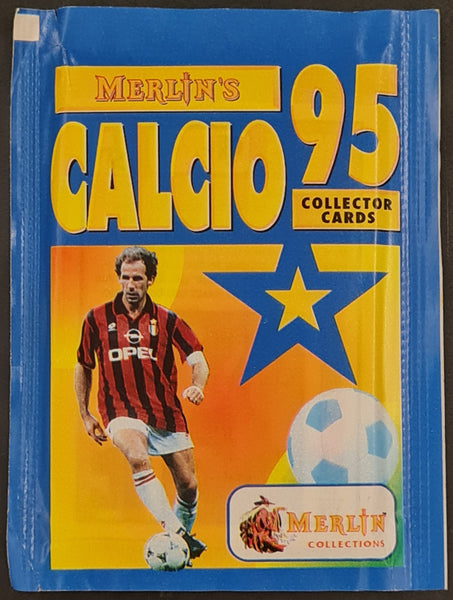 MERLIN'S
CALCIO 95
COLLECTOR
CARDS
OPEL
MERLIN
COLLECTIONS